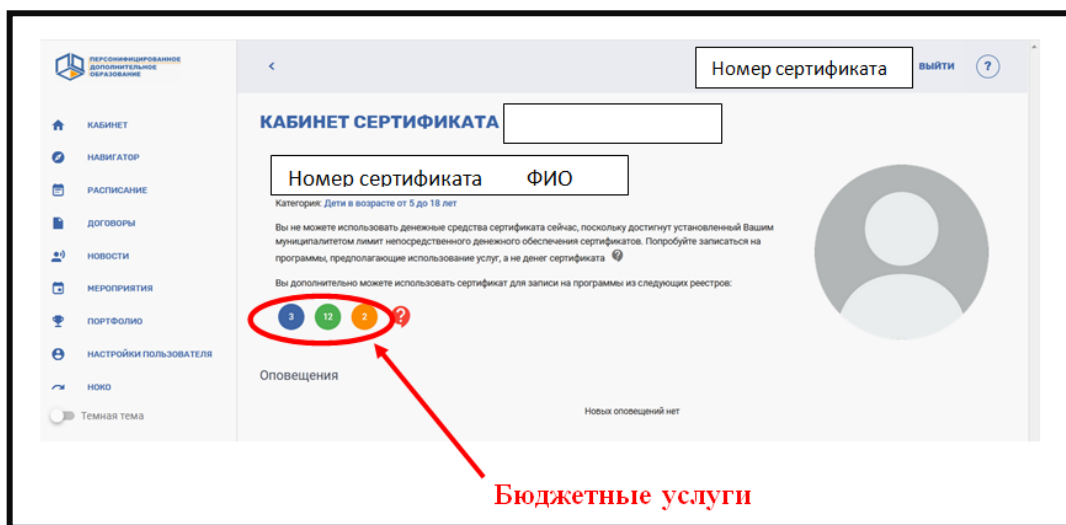 ПЕРСОНИФИЦИРОВАННОЕ
ДОПОЛНИТЕЛЬНОЕ
ОБРАЗОВАНИЕ
Номер сертификата
ВЫЙТИ
?
КАБИНЕТ
НАВИГАТОР
РАСПИСАНИЕ
ДОГОВОРЫ
НОВОСТИ
МЕРОПРИЯТИЯ
ПОРТФОЛИО
НАСТРОЙКИ ПОЛЬЗОВАТЕЛЯ
НОКО
Темная тема
КАБИНЕТ СЕРТИФИКАТА
Номер сертификата ФИО
Категория: Дети в возрасте от 5 до 18 лет
Вы не можете использовать денежные средства сертификата сейчас, поскольку достигнут установленный Вашим
муниципалитетом лимит непосредственного денежного обеспечения сертификатов. Попробуйте записаться на
программы, предполагающие использование услуг, а не денег сертификата ?
Вы дополнительно можете использовать сертификат для записи на программы из следующих реестров:
3 12 2 ?
Оповещения
Новых оповещений нет
Бюджетные услуги